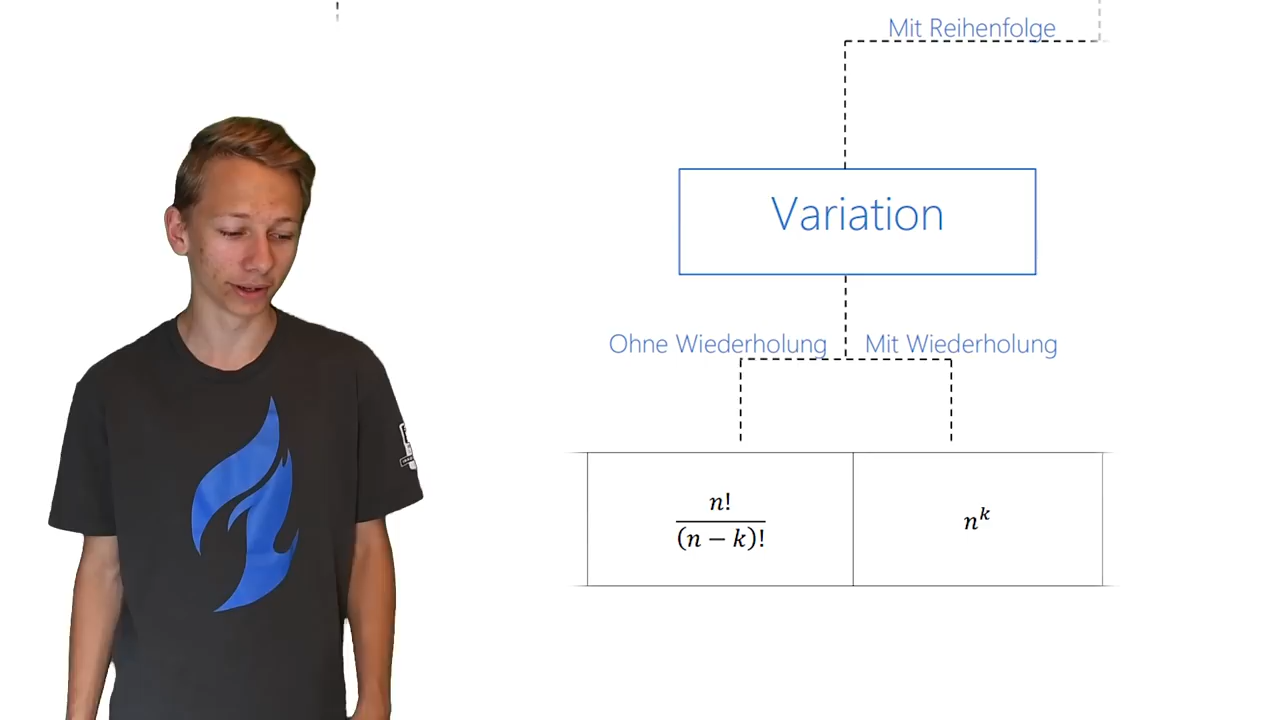 Mit Reihenfolge
Variation
Ohne Wiederholung
Mit Wiederholung
n!
(n − k)!
n^k